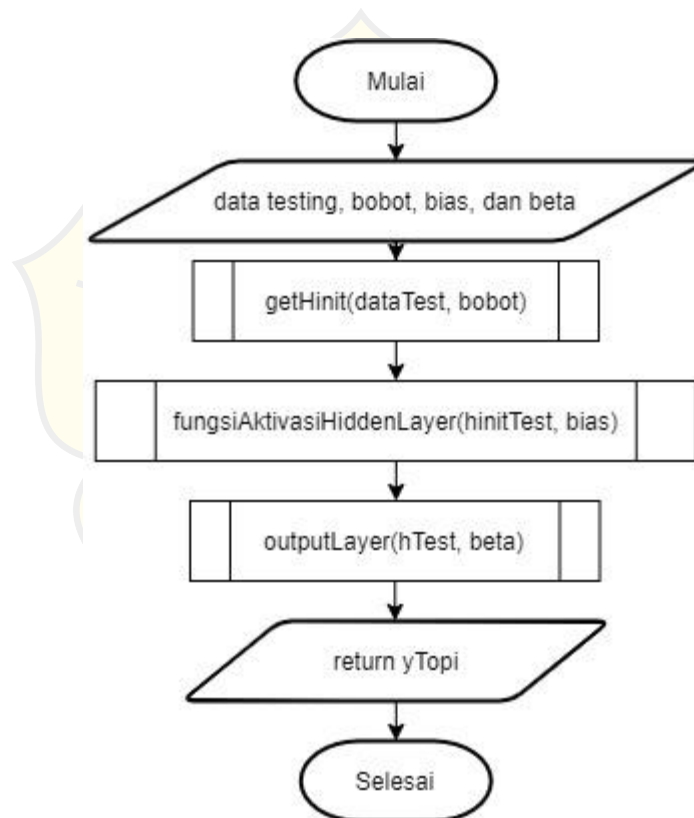 Mulai
data testing, bobot, bias, dan beta
getHinit(dataTest, bobot)
fungsiAktivasiHiddenLayer(hinitTest, bias)
outputLayer(hTest, beta)
return yTopi
Selesai